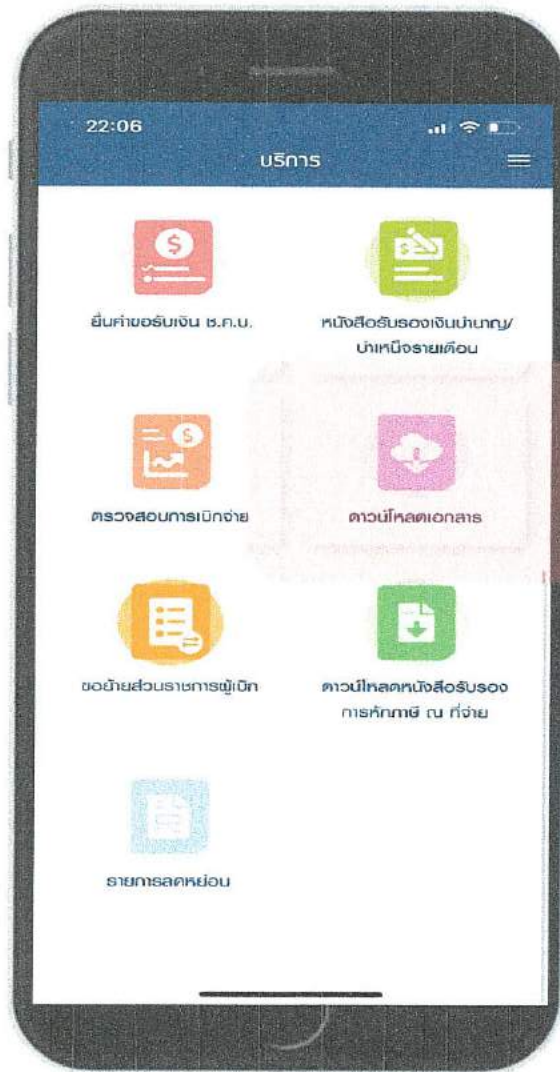 22:06
บริการ
ยื่นคำขอรับเงิน ช.ค.บ.
หนังสือรับรองเงินบำนาญ/
บำเหน็จรายเดือน
ตรวจสอบการเบิกจ่าย
ดาวน์โหลดเอกสาร
ขอย้ายส่วนราชการผู้เบิก
ดาวน์โหลดหนังสือรับรอง
การหักภาษี ณ ที่จ่าย
รายการลดหย่อน